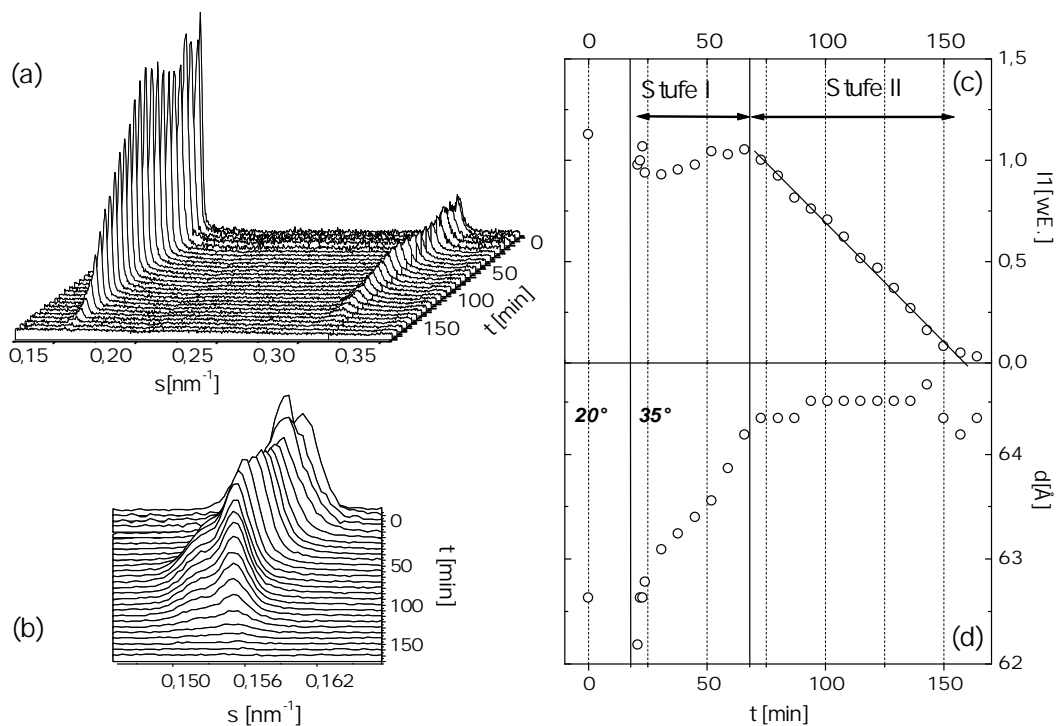 (a)
0
50
100
150
t [min]
0,15
0,20
0,25
0,30
0,35
s[nm-1]
(b)
0
50
100
150
t [min]
0,150
0,156
0,162
s [nm-1]
0
50
100
150
Stufe I
Stufe II
(c)
1,5
1,0
0,5
0,0
I1 [w.E.]
20°
35°
64
63
62
d[Å]
(d)
0
50
100
150
t [min]